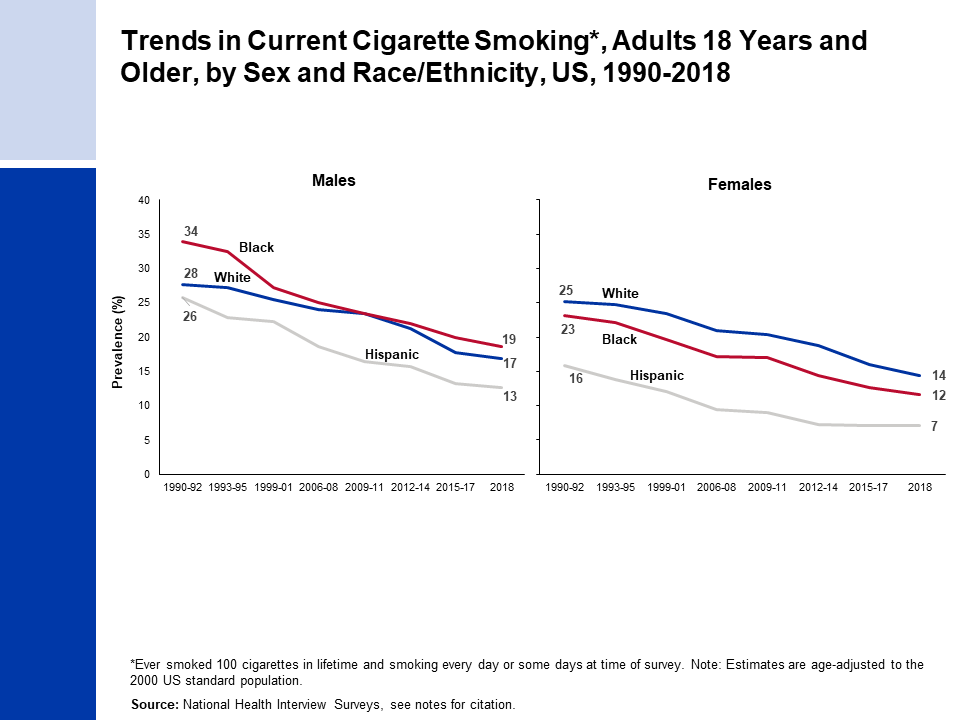 Trends in Current Cigarette Smoking*, Adults 18 Years and
Older, by Sex and Race/Ethnicity, US, 1990-2018
Males
Females
Prevalence (%)
40
35
30
25
20
15
10
5
0
34
Black
28
White
26
Hispanic
19
17
13
1990-92 1993-95 1999-01 2006-08 2009-11 2012-14 2015-17 2018
25
White
23
Black
16
Hispanic
14
12
7
1990-92 1993-95 1999-01 2006-08 2009-11 2012-14 2015-17 2018
*Ever smoked 100 cigarettes in lifetime and smoking every day or some days at time of survey. Note: Estimates are age-adjusted to the
2000 US standard population.
Source: National Health Interview Surveys, see notes for citation.